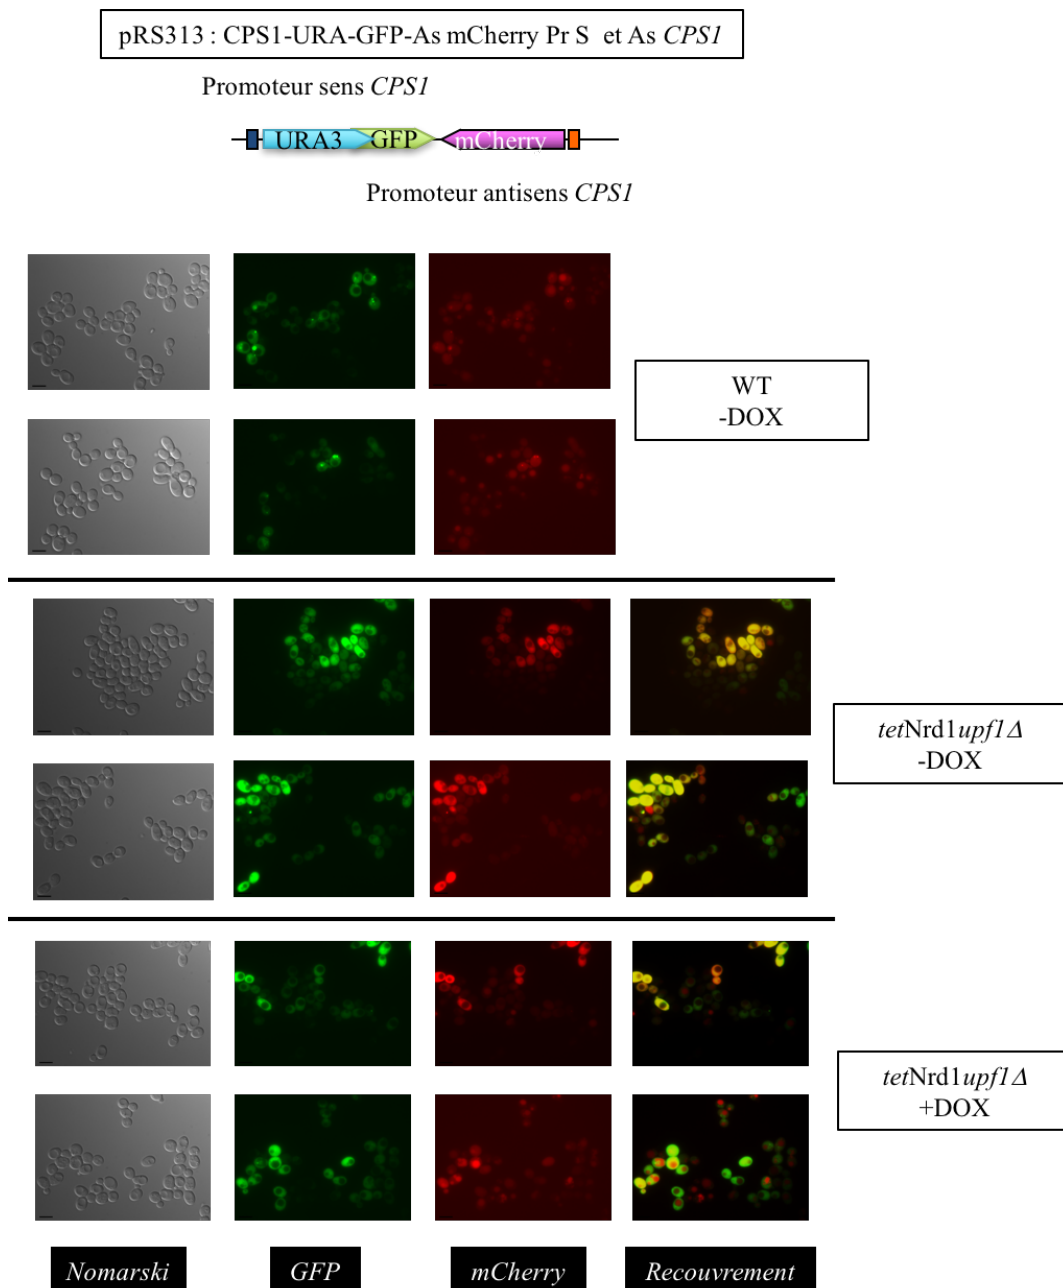 pRS313 : CPS1-URA-GFP-As mCherry Pr S et As CPS1
Promoteur sens CPS1
URA3 GFP mCherry
Promoteur antisens CPS1
WT
-DOX
tetNrd1upf1Δ
-DOX
tetNrd1upf1Δ
+DOX
Nomarski GFP mCherry Recouvrement